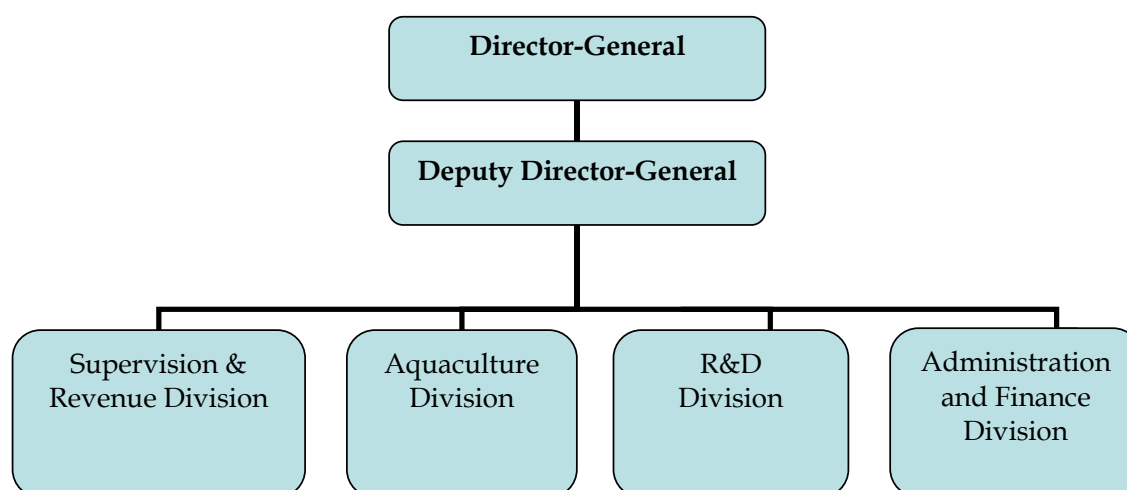 Director-General
Deputy Director-General
Supervision &
Revenue Division
Aquaculture
Division
R&D
Division
Administration
and Finance
Division